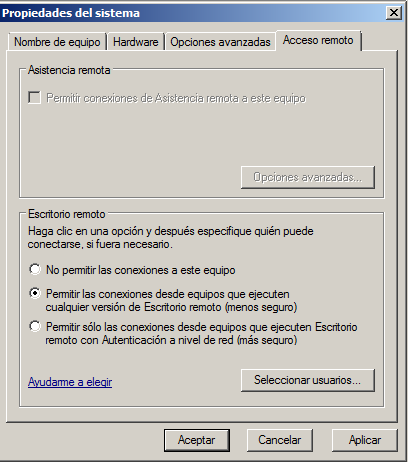 Propiedades del sistema
Nombre de equipo
Hardware
Opciones avanzadas
Acceso remoto
Asistencia remota
Permitir conexiones de Asistencia remota a este equipo
Opciones avanzadas...
Escritorio remoto
Haga clic en una opción y después especifique quién puede
conectarse, si fuera necesario.
No permitir las conexiones a este equipo
Permitir las conexiones desde equipos que ejecuten
cualquier versión de Escritorio remoto (menos seguro)
Permitir sólo las conexiones desde equipos que ejecuten Escritorio
remoto con Autenticación a nivel de red (más seguro)
Ayudarme a elegir
Seleccionar usuarios...
Aceptar
Cancelar
Aplicar